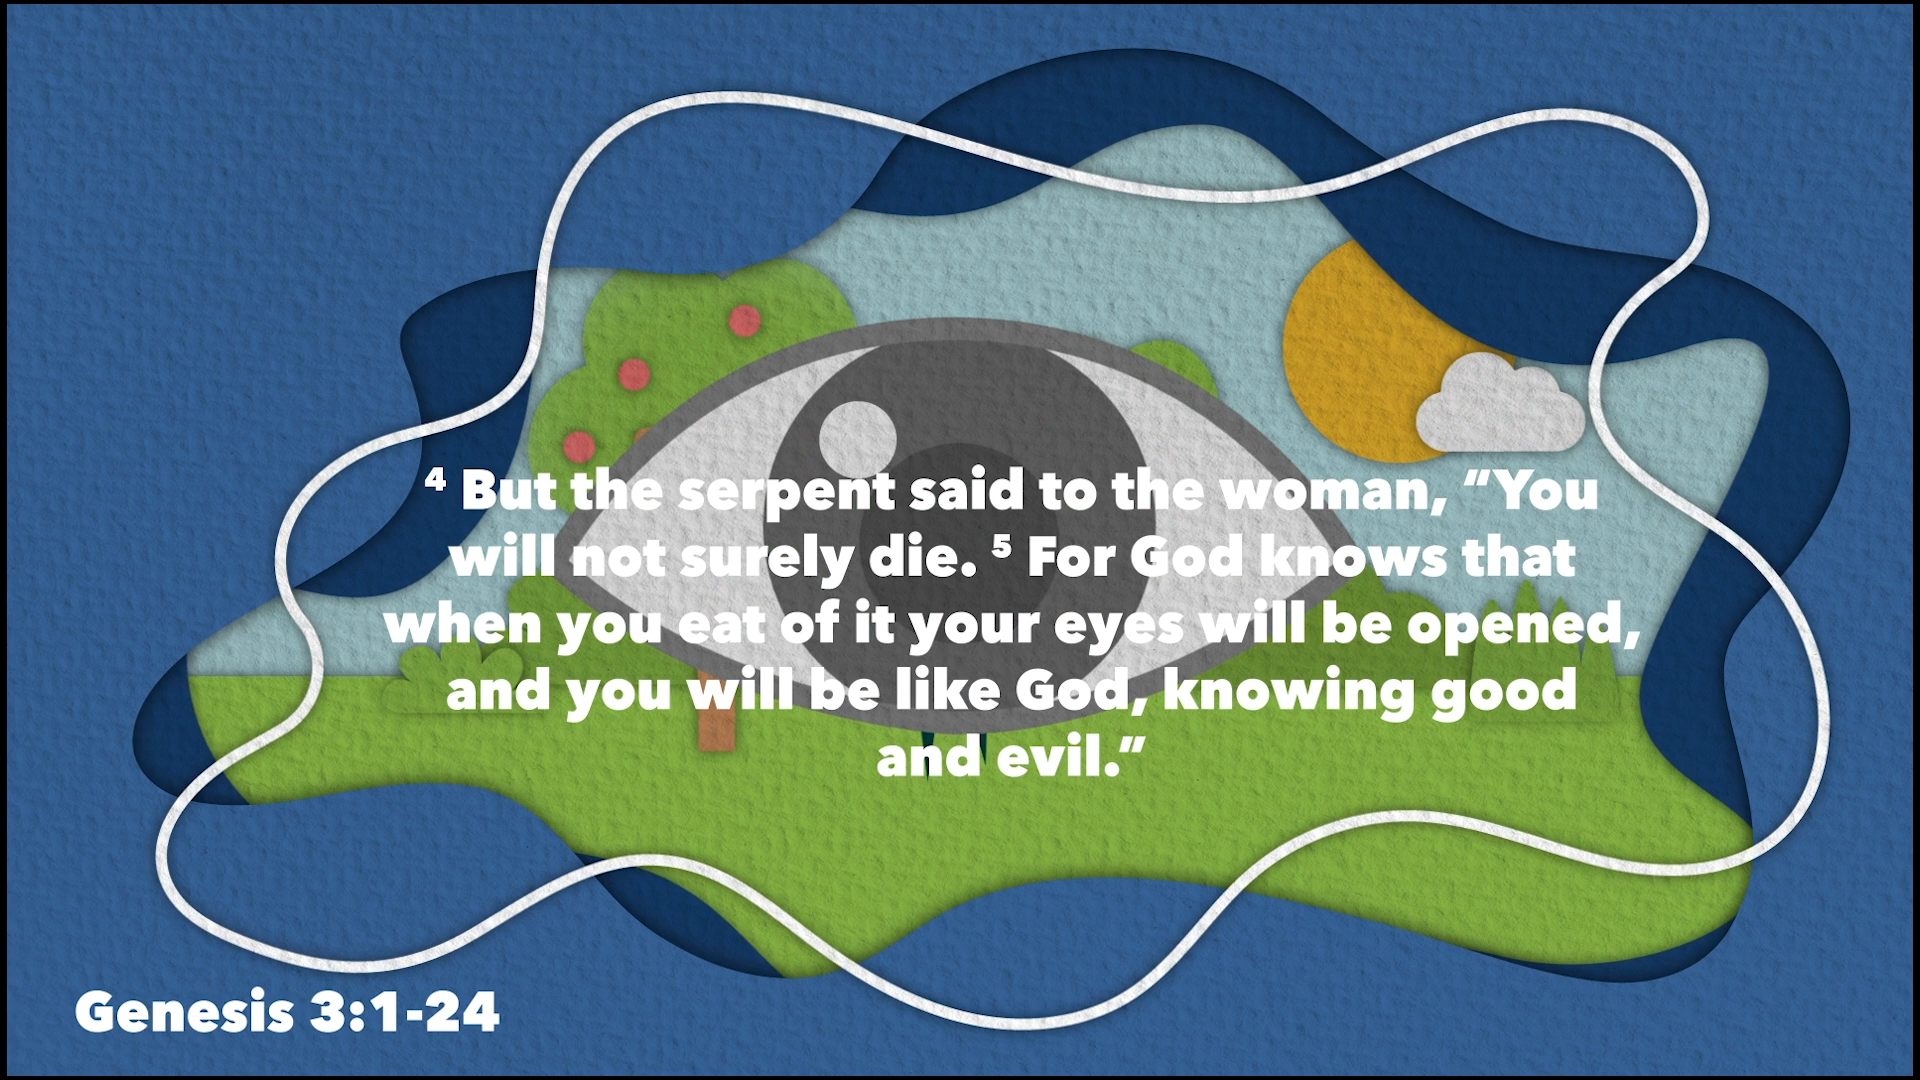 ⁴ But the serpent said to the woman, “You
will not surely die. ⁵ For God knows that
when you eat of it your eyes will be opened,
and you will be like God, knowing good
and evil.”
Genesis 3:1-24